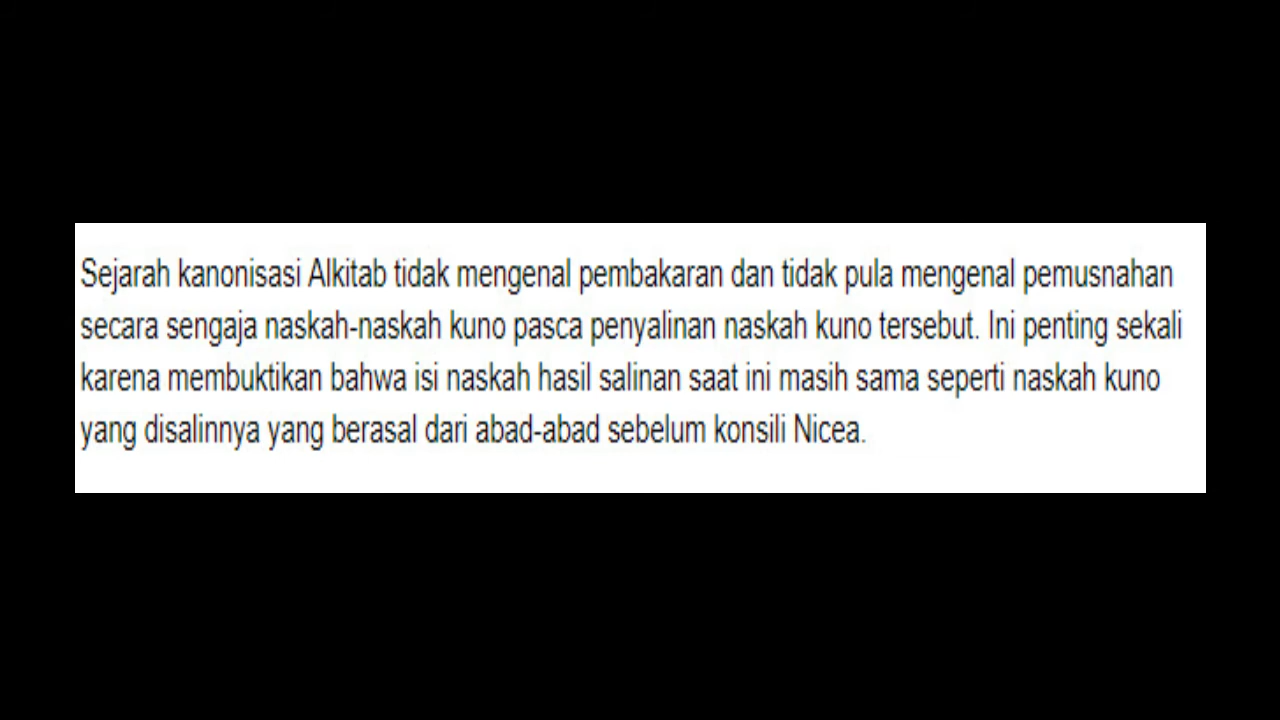 Sejarah kanonisasi Alkitab tidak mengenal pembakaran dan tidak pula mengenal pemusnahan
secara sengaja naskah-naskah kuno pasca penyalinan naskah kuno tersebut. Ini penting sekali
karena membuktikan bahwa isi naskah hasil salinan saat ini masih sama seperti naskah kuno
yang disalinnya yang berasal dari abad-abad sebelum konsili Nicea.